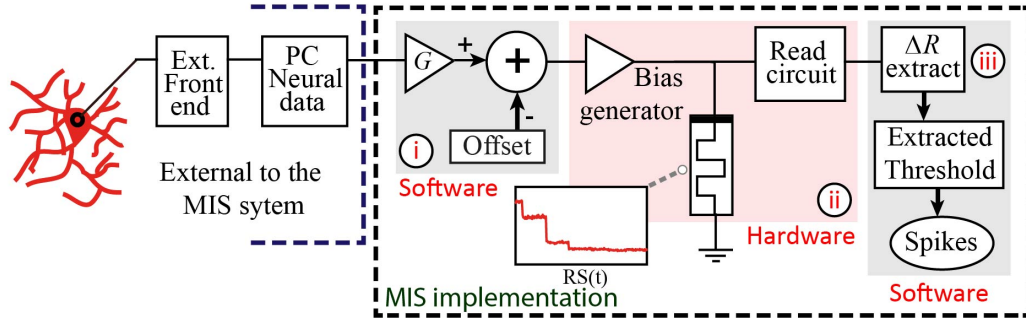 Ext.
Front
end
PC
Neural
data
External to the
MIS sytem
G
+
+
-
Offset
i
Software
Bias
generator
Read
circuit
RS(t)
ii
Hardware
ΔR
extract
iii
Extracted
Threshold
Spikes
Software
MIS implementation